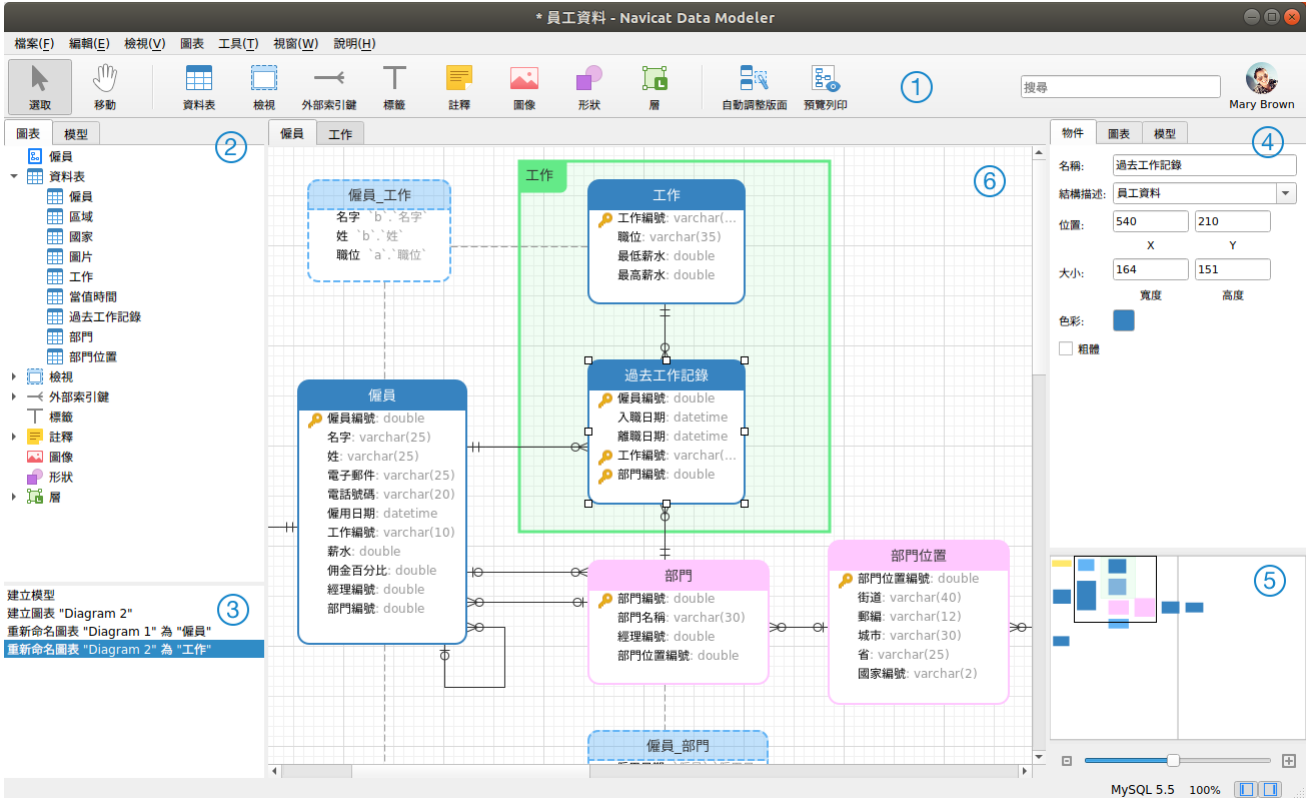 * 員工資料 - Navicat Data Modeler
檔案(F) 編輯(E) 檢視(V) 圖表 工具(T) 視窗(W) 說明(H)
選取 移動 資料表 檢視 外部索引鍵 標籤 註釋 圖像 形狀 層 自動調整版面 預覽列印
1
搜尋
Mary Brown
圖表 模型
2
僱員
資料表
僱員
區域
國家
圖片
工作
當值時間
過去工作記錄
部門
部門位置
檢視
外部索引鍵
標籤
註釋
圖像
形狀
層
建立模型
建立圖表 "Diagram 2"
重新命名圖表 "Diagram 1" 為 "僱員"
重新命名圖表 "Diagram 2" 為 "工作"
3
僱員 工作
6
僱員_工作
名字 `b`.`名字`
姓 `b`.`姓`
職位 `a`.`職位`
工作
工作
工作編號: varchar(...
職位: varchar(35)
最低薪水: double
最高薪水: double
過去工作記錄
僱員編號: double
入職日期: datetime
離職日期: datetime
工作編號: varchar(...
部門編號: double
僱員
僱員編號: double
名字: varchar(25)
姓: varchar(25)
電子郵件: varchar(25)
電話號碼: varchar(20)
僱用日期: datetime
工作編號: varchar(10)
薪水: double
佣金百分比: double
經理編號: double
部門編號: double
部門
部門編號: double
部門名稱: varchar(30)
經理編號: double
部門位置編號: double
部門位置
部門位置編號: double
街道: varchar(40)
郵編: varchar(12)
城市: varchar(30)
省: varchar(25)
國家編號: varchar(2)
僱員_部門
物件 圖表 模型
4
名稱: 過去工作記錄
結構描述: 員工資料
位置: 540 210
X Y
大小: 164 151
寬度 高度
色彩:
粗體
5
MySQL 5.5 100%